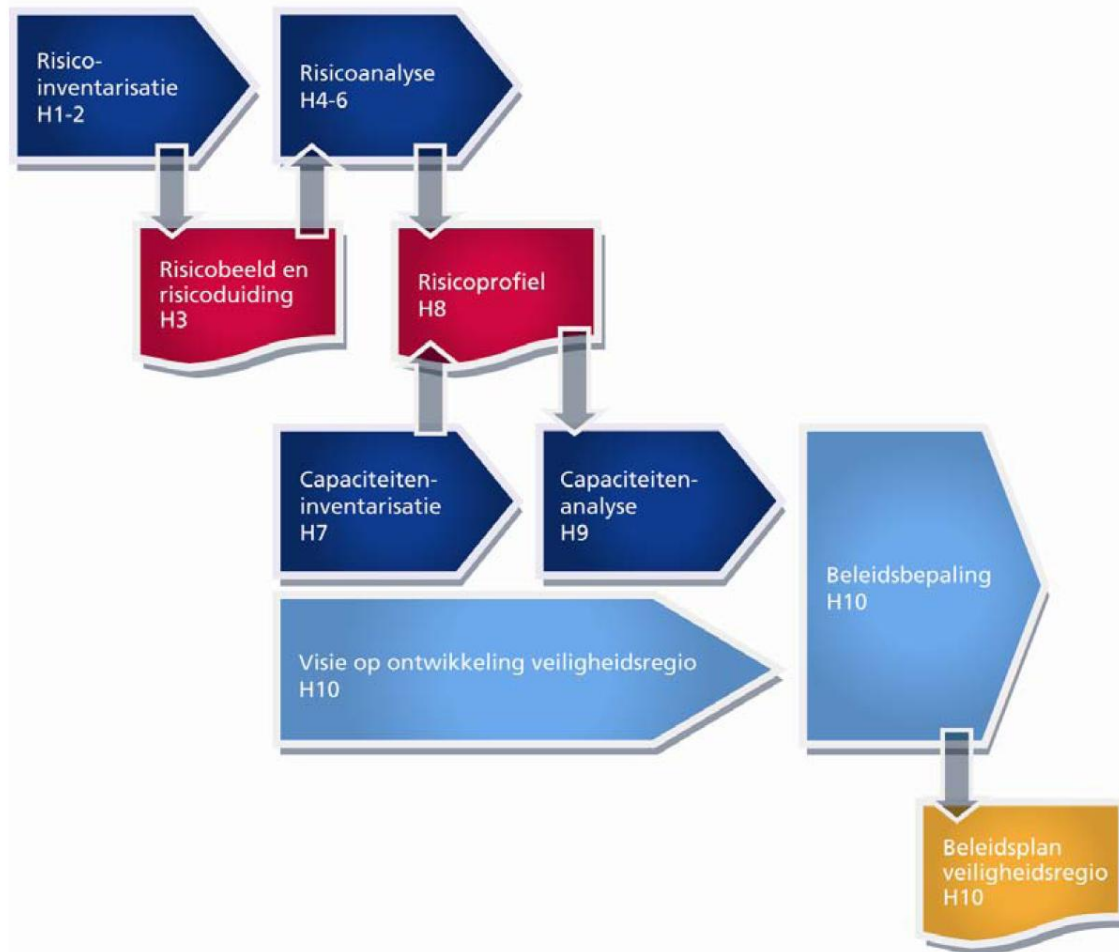 Risico-
inventarisatie
H1-2
Risicoanalyse
H4-6
Risicobeeld en
risicoduiding
H3
Risicoprofiel
H8
Capaciteiten-
inventarisatie
H7
Capaciteiten-
analyse
H9
Beleidsbepaling
H10
Visie op ontwikkeling veiligheidsregio
H10
Beleidsplan
veiligheidsregio
H10